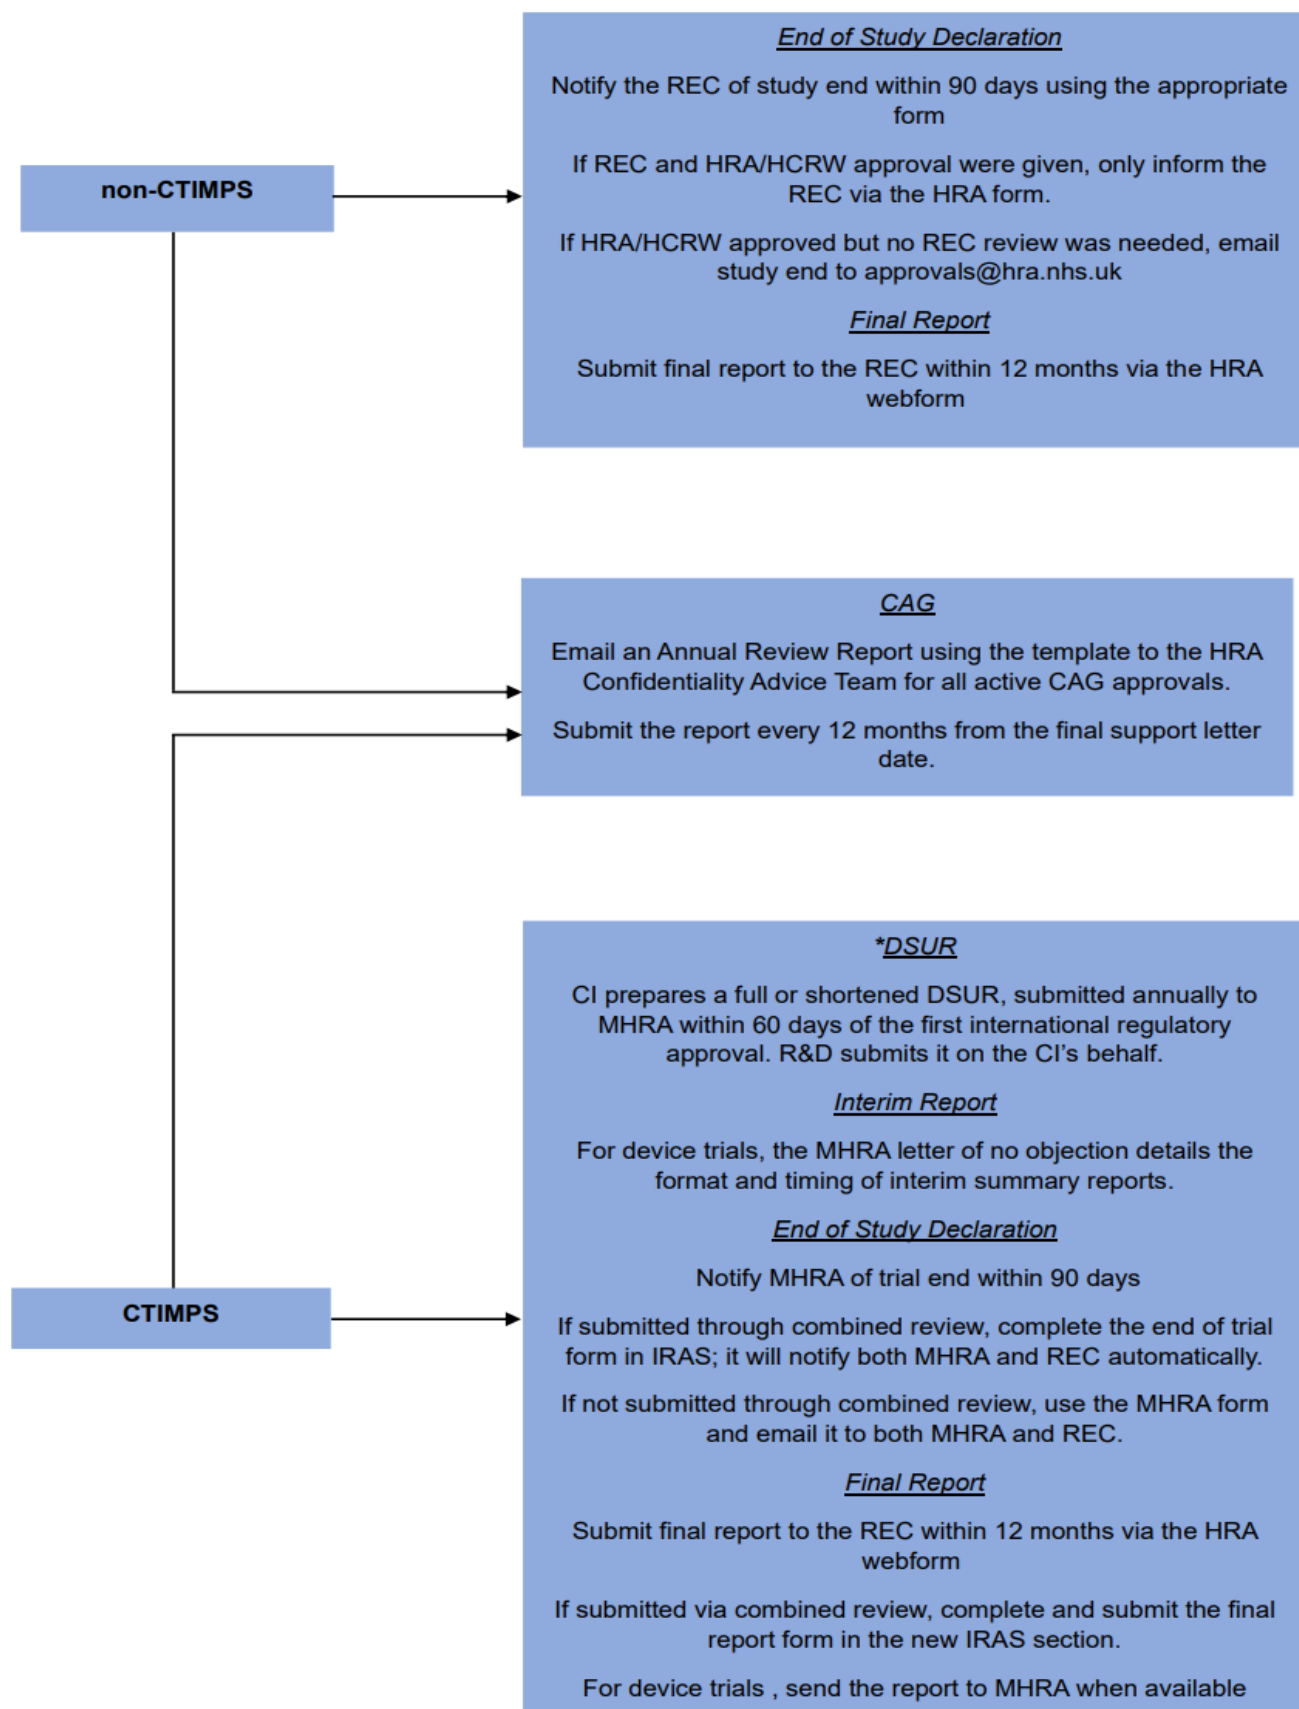 End of Study Declaration
Notify the REC of study end within 90 days using the appropriate
form
If REC and HRA/HCRW approval were given, only inform the
REC via the HRA form.
If HRA/HCRW approved but no REC review was needed, email
study end to approvals@hra.nhs.uk
Final Report
Submit final report to the REC within 12 months via the HRA
webform
non-CTIMPS
CAG
Email an Annual Review Report using the template to the HRA
Confidentiality Advice Team for all active CAG approvals.
Submit the report every 12 months from the final support letter
date.
*DSUR
CI prepares a full or shortened DSUR, submitted annually to
MHRA within 60 days of the first international regulatory
approval. R&D submits it on the CI’s behalf.
Interim Report
For device trials, the MHRA letter of no objection details the
format and timing of interim summary reports.
End of Study Declaration
Notify MHRA of trial end within 90 days
If submitted through combined review, complete the end of trial
form in IRAS; it will notify both MHRA and REC automatically.
If not submitted through combined review, use the MHRA form
and email it to both MHRA and REC.
Final Report
Submit final report to the REC within 12 months via the HRA
webform
If submitted via combined review, complete and submit the final
report form in the new IRAS section.
For device trials , send the report to MHRA when available
CTIMPS